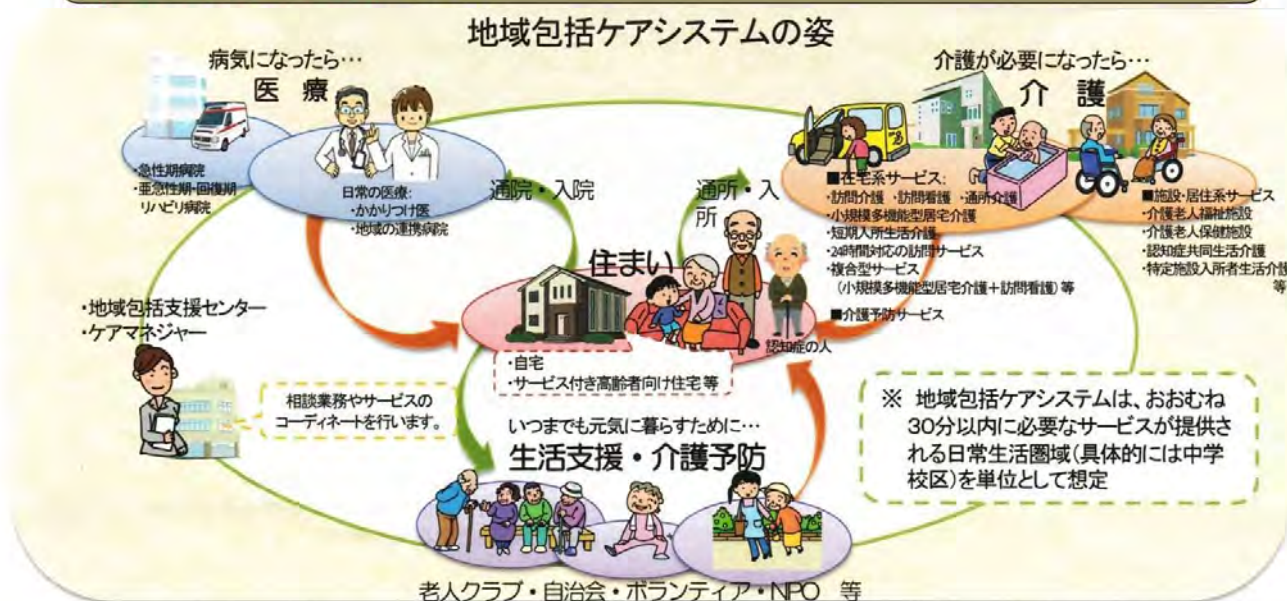 地域包括ケアシステムの姿
病気になったら…
医 療
・急性期病院
・亜急性期・回復期
リハビリ病院
日常の医療:
・かかりつけ医
・地域の連携病院
通院・入院
通所・入
所
介護が必要になったら…
介 護
■在宅系サービス:
・訪問介護 ・訪問看護 ・通所介護
・小規模多機能型居宅介護
・短期入所生活介護
・24時間対応の訪問サービス
・複合型サービス
(小規模多機能型居宅介護+訪問看護)等
■介護予防サービス
■施設・居住系サービス
・介護老人福祉施設
・介護老人保健施設
・認知症共同生活介護
・特定施設入所者生活介護
等
住まい
認知症の人
・自宅
・サービス付き高齢者向け住宅 等
・地域包括支援センター
・ケアマネジャー
相談業務やサービスの
コーディネートを行います。
いつまでも元気に暮らすために…
生活支援・介護予防
老人クラブ・自治会・ボランティア・NPO 等
※ 地域包括ケアシステムは、おおむね
30分以内に必要なサービスが提供さ
れる日常生活圏域(具体的には中学
校区)を単位として想定